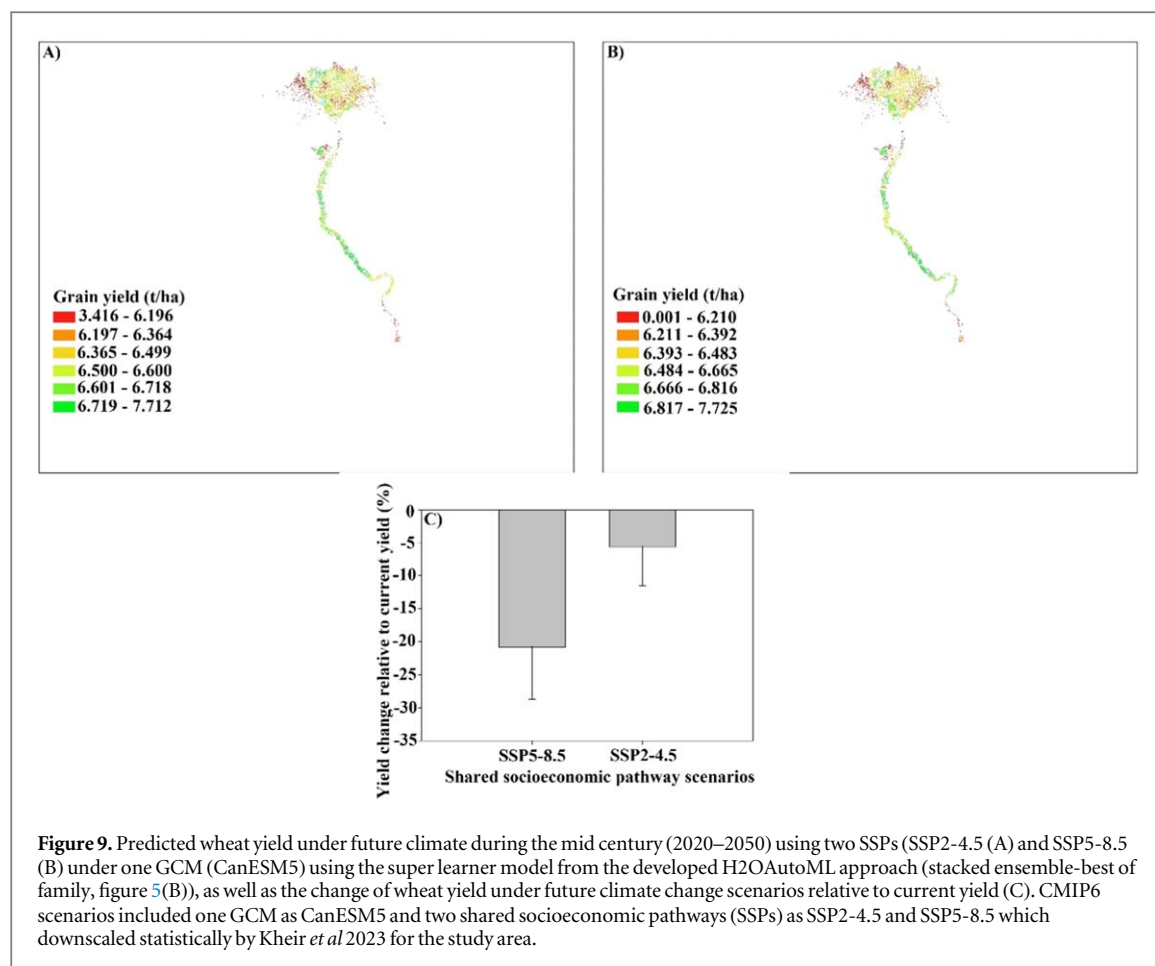 A)
Grain yield (t/ha)
3.416 - 6.196
6.197 - 6.364
6.365 - 6.499
6.500 - 6.600
6.601 - 6.718
6.719 - 7.712
B)
Grain yield (t/ha)
0.001 - 6.210
6.211 - 6.392
6.393 - 6.483
6.484 - 6.665
6.666 - 6.816
6.817 - 7.725
C)
Yield change relative to current yield (%)
0
-5
-10
-15
-20
-25
-30
-35
SSP5-8.5 SSP2-4.5
Shared socioeconomic pathway scenarios
Figure 9. Predicted wheat yield under future climate during the mid century (2020–2050) using two SSPs (SSP2-4.5 (A) and SSP5-8.5
(B) under one GCM (CanESM5) using the super learner model from the developed H2OAutoML approach (stacked ensemble-best of
family, figure 5(B)), as well as the change of wheat yield under future climate change scenarios relative to current yield (C). CMIP6
scenarios included one GCM as CanESM5 and two shared socioeconomic pathways (SSPs) as SSP2-4.5 and SSP5-8.5 which
downscaled statistically by Kheir et al 2023 for the study area.